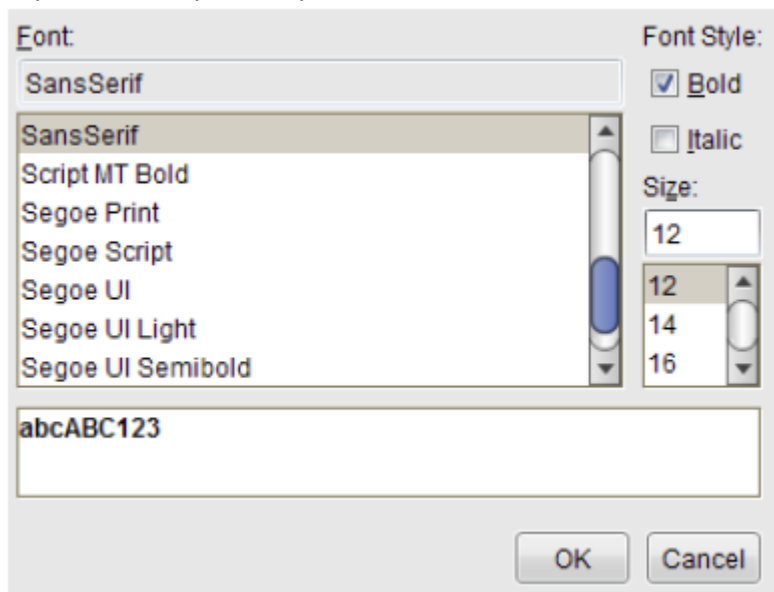 Font:
SansSerif
SansSerif
Script MT Bold
Segoe Print
Segoe Script
Segoe UI
Segoe UI Light
Segoe UI Semibold
Font Style:
Bold
Italic
Size:
12
12
14
16
abcABC123
OK
Cancel